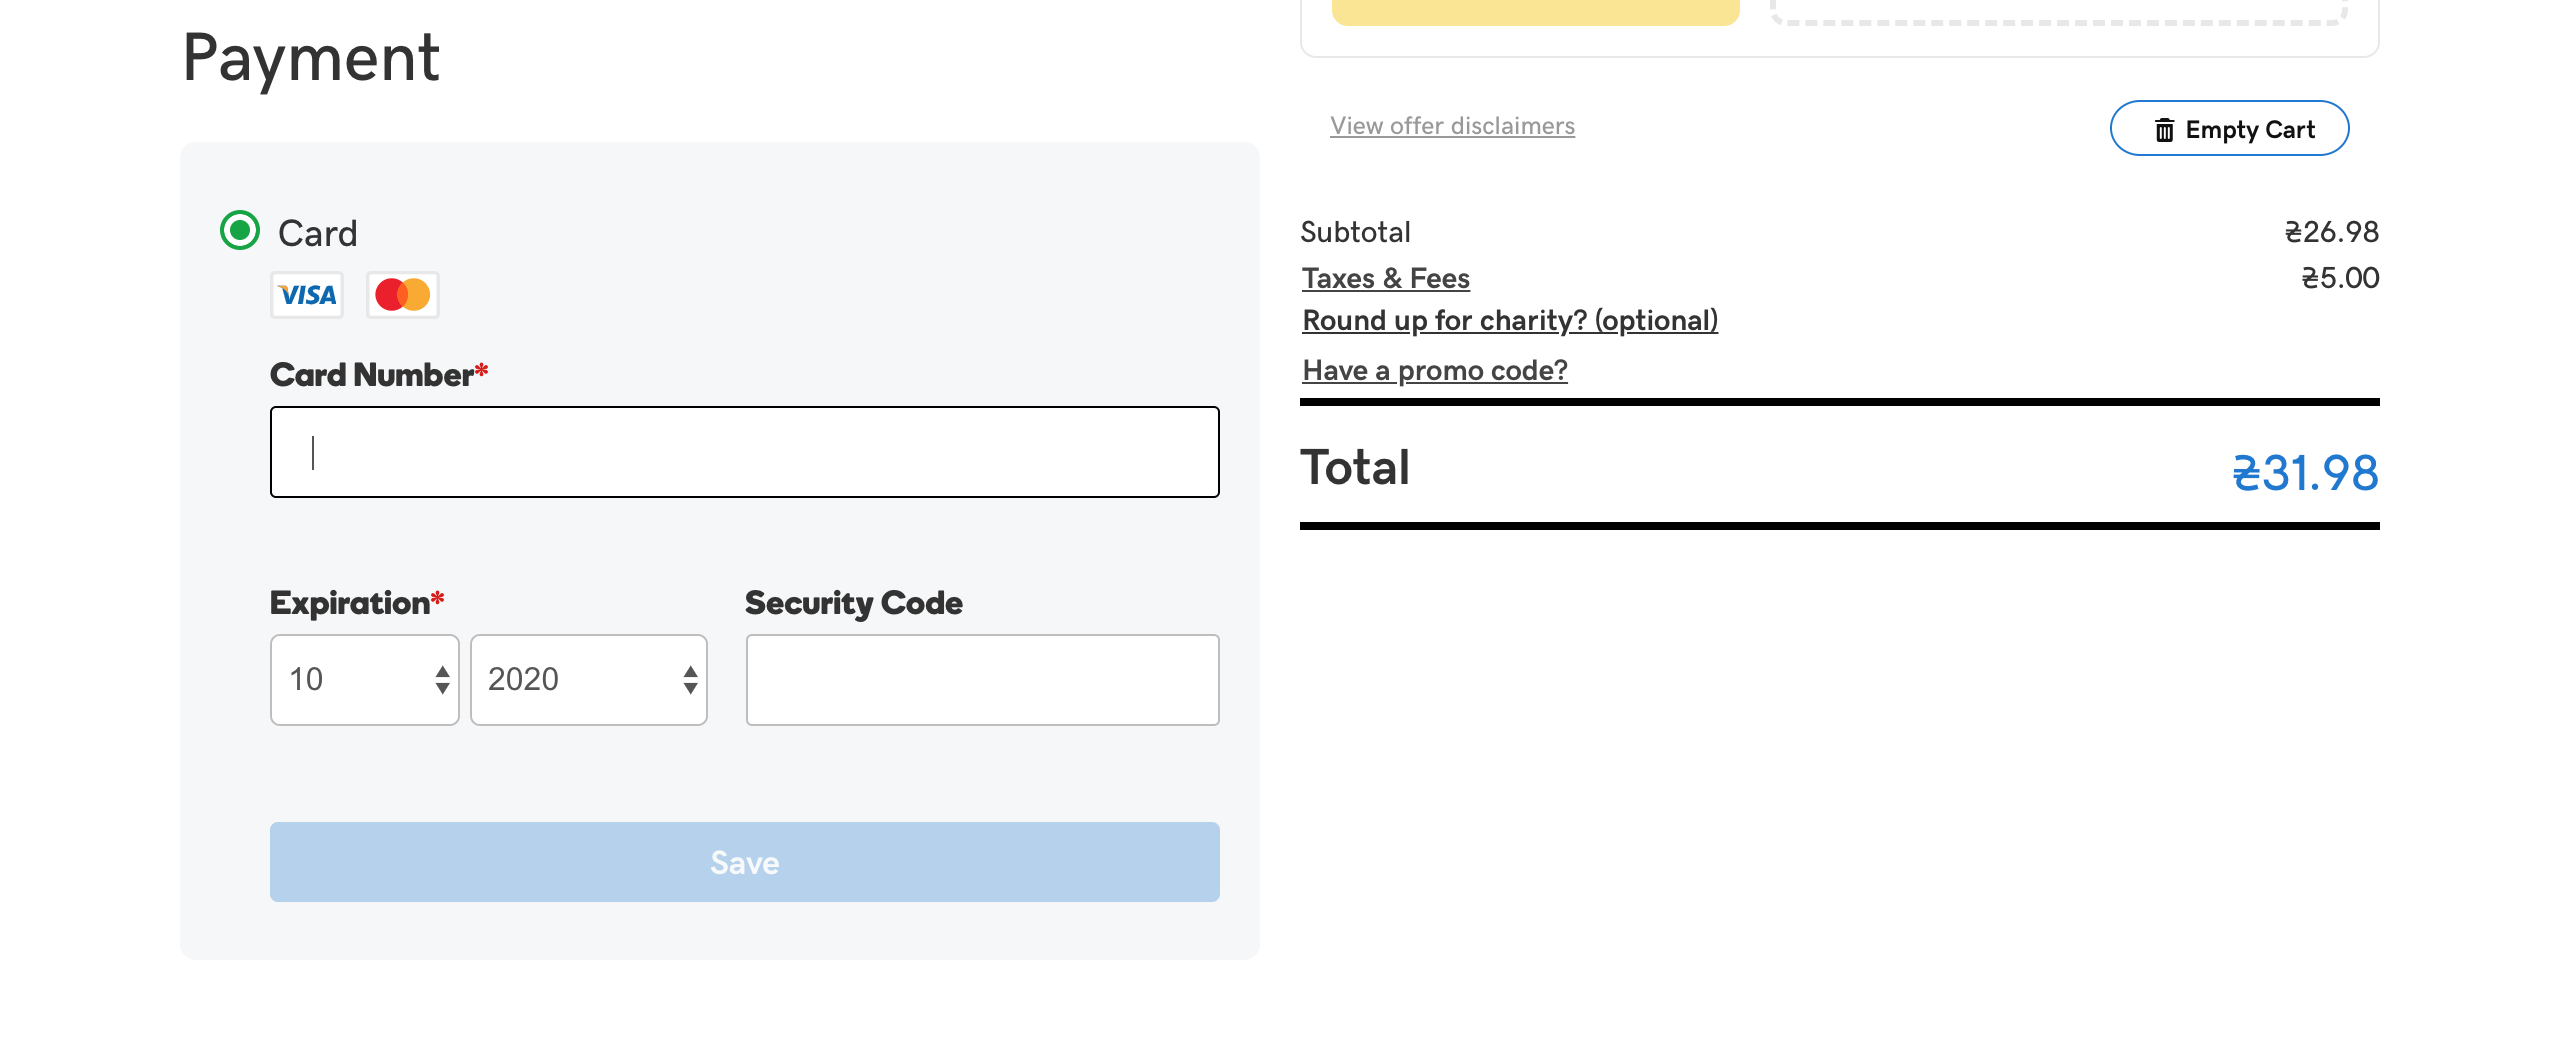 Payment
Card
VISA
Card Number*
Expiration*
Security Code
10
2020
Save
View offer disclaimers
Empty Cart
Subtotal
₴26.98
Taxes & Fees
₴5.00
Round up for charity? (optional)
Have a promo code?
Total
₴31.98